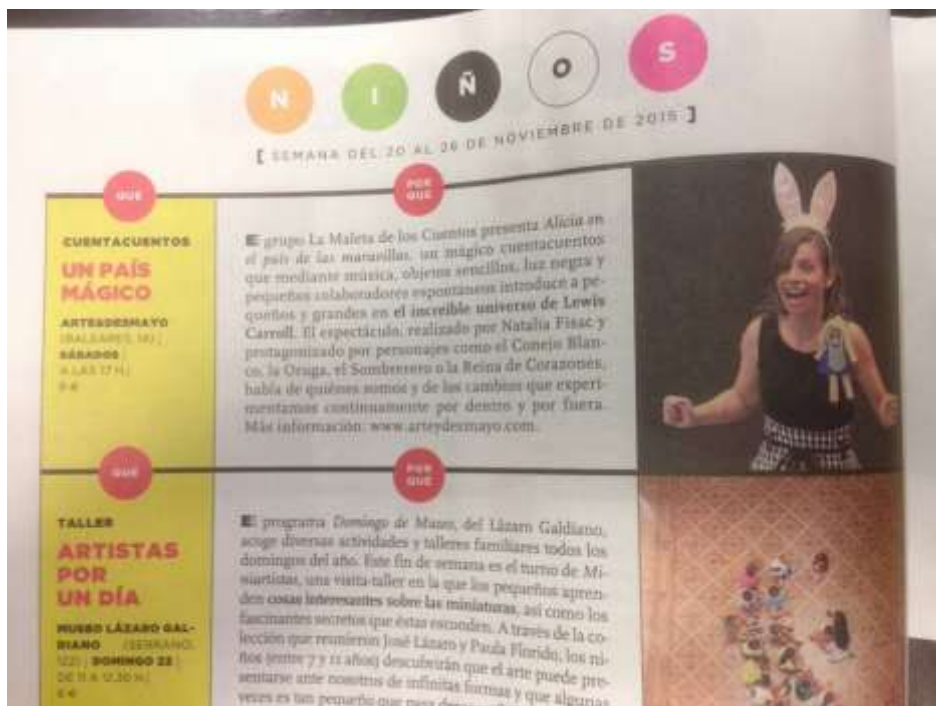 NIÑOS
[ SEMANA DEL 20 AL 26 DE NOVIEMBRE DE 2015 ]
QUÉ
CUENTACUENTOS
UN PAÍS
MÁGICO
ARTE&DESMAYO
(BALEARES, 14) |
SÁBADOS |
A LAS 17 H. |
POR
QUÉ
El grupo La Maleta de los Cuentos presenta Alicia en
el país de las maravillas, un mágico cuentacuentos
que mediante música, objetos sencillos, luz negra y
pequeños colaboradores espontáneos introduce a pe-
queños y grandes en el increíble universo de Lewis
Carroll. El espectáculo, realizado por Natalia Fisac y
protagonizado por personajes como el Conejo Blan-
co, la Oruga, el Sombrerero o la Reina de Corazones,
habla de quiénes somos y de los cambios que experi-
mentamos continuamente por dentro y por fuera.
Más información: www.arteydesmayo.com.
QUÉ
TALLER
ARTISTAS
POR
UN DÍA
MUSEO LÁZARO GAL-
DIANO (SERRANO,
122) | DOMINGO 22 |
DE 11 A 12.30 H. |
6 €
POR
QUÉ
El programa Domingo de Museo, del Lázaro Galdiano,
acoge diversas actividades y talleres familiares todos los
domingos del año. Este fin de semana es el turno de Mi-
niartistas, una visita-taller en la que los pequeños apren-
den cosas interesantes sobre las miniaturas, así como los
fascinantes secretos que éstas esconden. A través de la co-
lección que reunieron José Lázaro y Paula Florido, los ni-
ños (entre 7 y 11 años) descubrirán que el arte puede pre-
sentarse ante nosotros de infinitas formas y que algunas
veces es tan pequeño que pasa